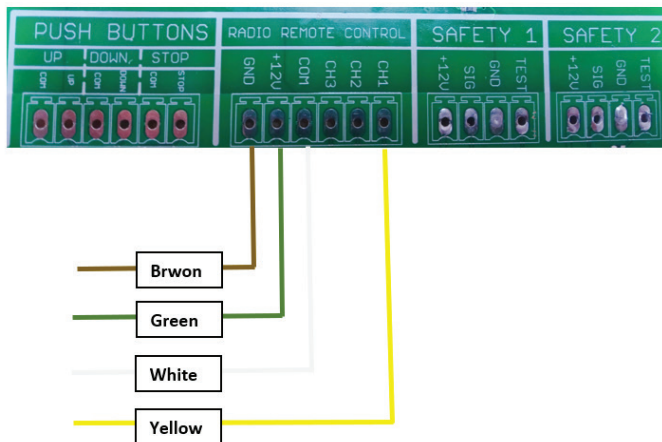 PUSH BUTTONS
UP DOWN, STOP
COM UP COM DOWN COM STOP
RADIO REMOTE CONTROL
GND +12V COM CH3 CH2 CH1
SAFETY 1
+12V SIG GND TEST
SAFETY 2
+12V SIG GND TEST
Brwon
Green
White
Yellow